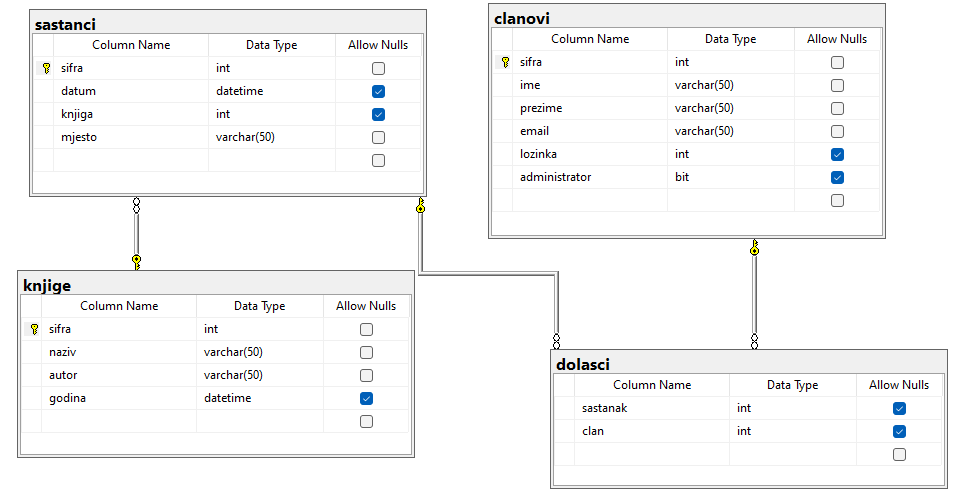 sastanci
Column Name Data Type Allow Nulls
sifra int
datum datetime
knjiga int
mjesto varchar(50)
clanovi
Column Name Data Type Allow Nulls
sifra int
ime varchar(50)
prezime varchar(50)
email varchar(50)
lozinka int
administrator bit
knjige
Column Name Data Type Allow Nulls
sifra int
naziv varchar(50)
autor varchar(50)
godina datetime
dolasci
Column Name Data Type Allow Nulls
sastanak int
clan int